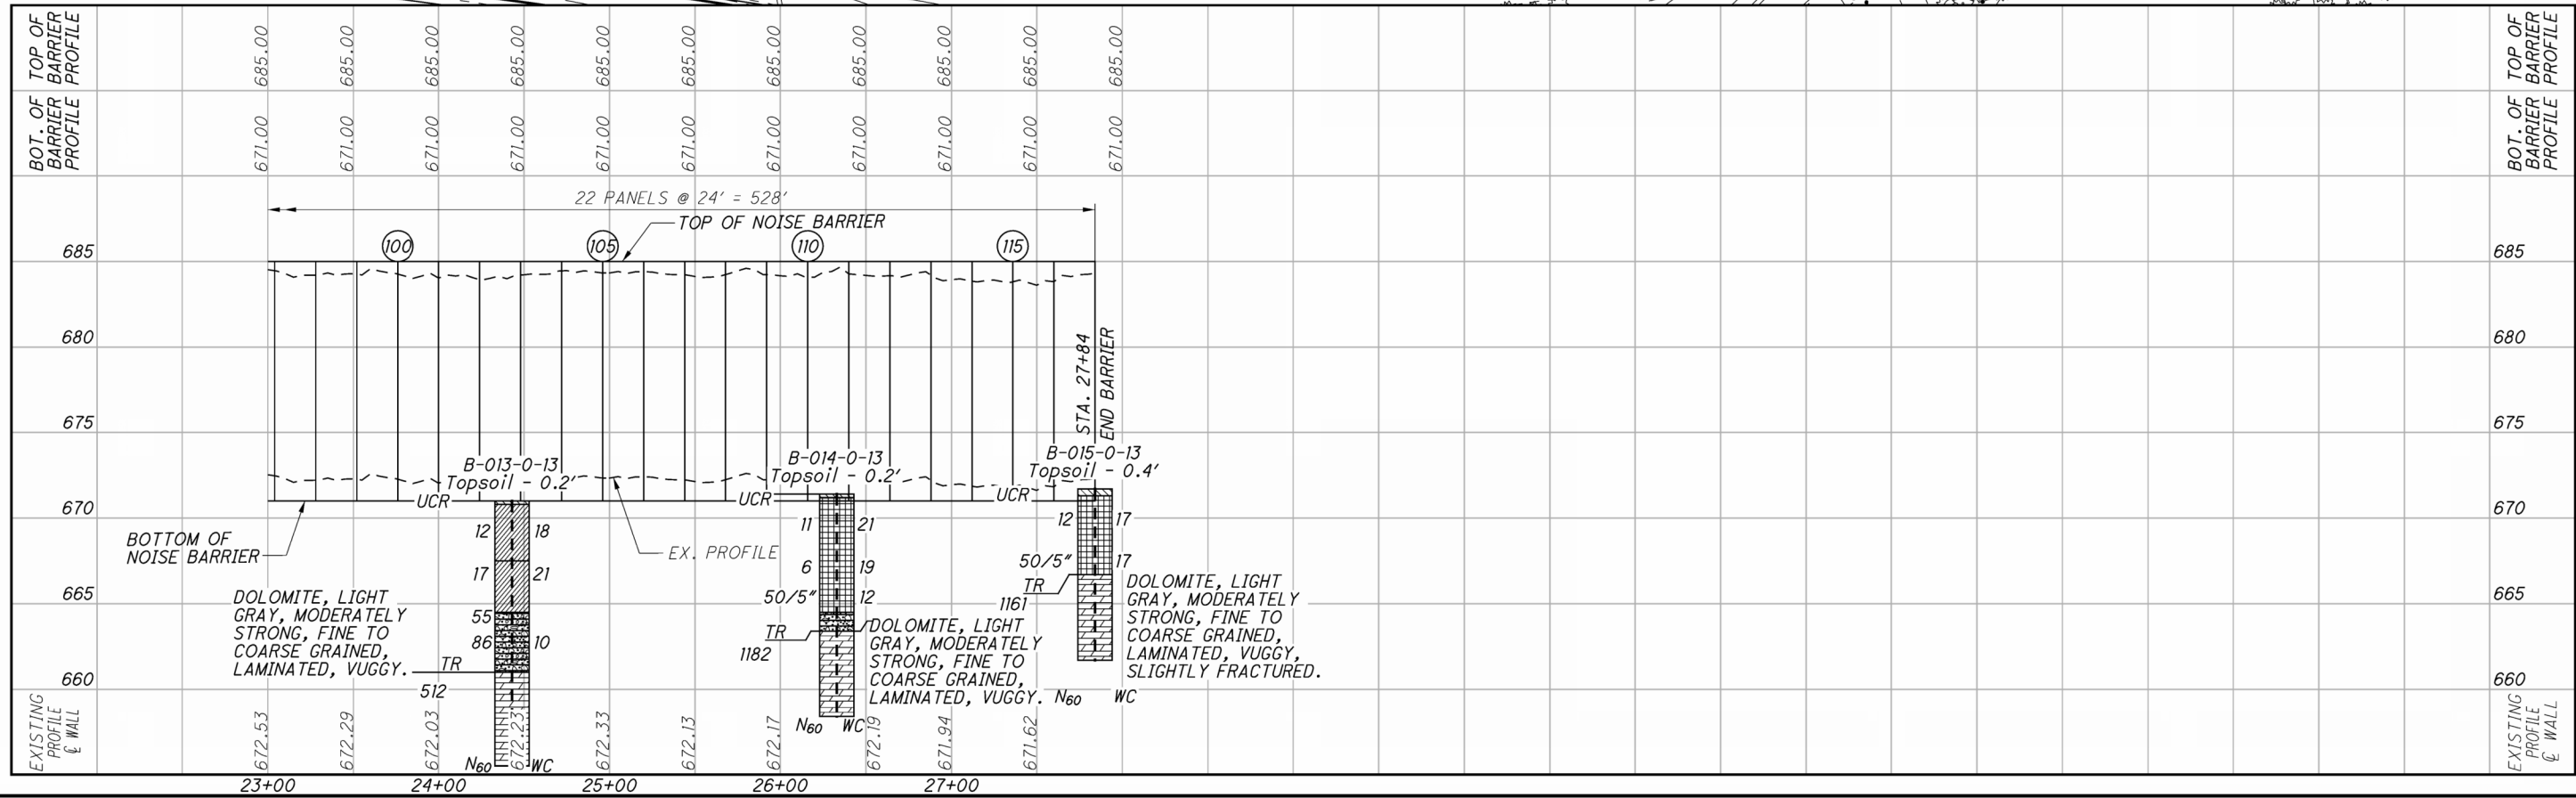 TOP OF
BARRIER
PROFILE
685.00 685.00 685.00 685.00 685.00 685.00 685.00 685.00 685.00 685.00 685.00
TOP OF
BARRIER
PROFILE
BOT. OF
BARRIER
PROFILE
671.00 671.00 671.00 671.00 671.00 671.00 671.00 671.00 671.00 671.00 671.00
BOT. OF
BARRIER
PROFILE
22 PANELS @ 24' = 528'
TOP OF NOISE BARRIER
100 105 110 115
685 685
680 680
675 675
670 670
665 665
660 660
STA. 27+84
END BARRIER
B-013-0-13
Topsoil - 0.2'
UCR
12 18
17 21
55
86 10
TR
512
N60 WC
B-014-0-13
Topsoil - 0.2'
UCR
11 21
6 19
50/5" 12
TR
1182
N60 WC
B-015-0-13
Topsoil - 0.4'
UCR
12 17
50/5" 17
TR
1161
N60 WC
BOTTOM OF
NOISE BARRIER
EX. PROFILE
DOLOMITE, LIGHT
GRAY, MODERATELY
STRONG, FINE TO
COARSE GRAINED,
LAMINATED, VUGGY.
DOLOMITE, LIGHT
GRAY, MODERATELY
STRONG, FINE TO
COARSE GRAINED,
LAMINATED, VUGGY.
DOLOMITE, LIGHT
GRAY, MODERATELY
STRONG, FINE TO
COARSE GRAINED,
LAMINATED, VUGGY,
SLIGHTLY FRACTURED.
EXISTING
PROFILE
℄ WALL
672.53 672.29 672.03 672.23 672.33 672.13 672.17 672.19 671.94 671.62
EXISTING
PROFILE
℄ WALL
23+00 24+00 25+00 26+00 27+00